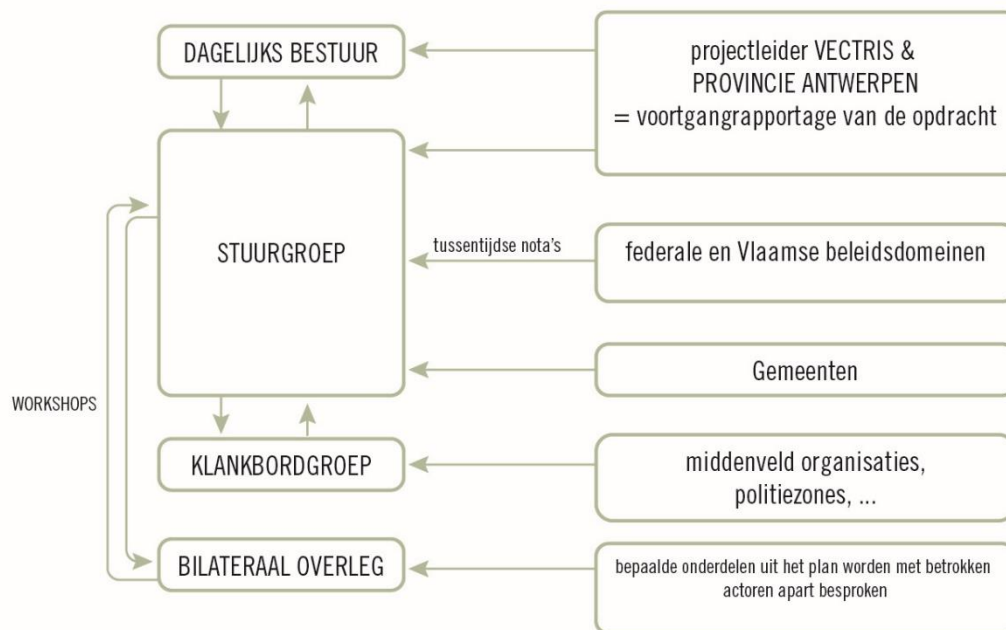 DAGELIJKS BESTUUR
projectleider VECTRIS &
PROVINCIE ANTWERPEN
= voortgangrapportage van de opdracht
STUURGROEP
tussentijdse nota's
federale en Vlaamse beleidsdomeinen
Gemeenten
WORKSHOPS
KLANKBORDGROEP
middenveld organisaties,
politiezones, ...
BILATERAAL OVERLEG
bepaalde onderdelen uit het plan worden met betrokken
actoren apart besproken